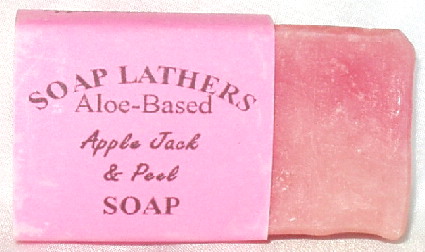 SOAP LATHERS
Aloe-Based
Apple Jack
& Peel
SOAP